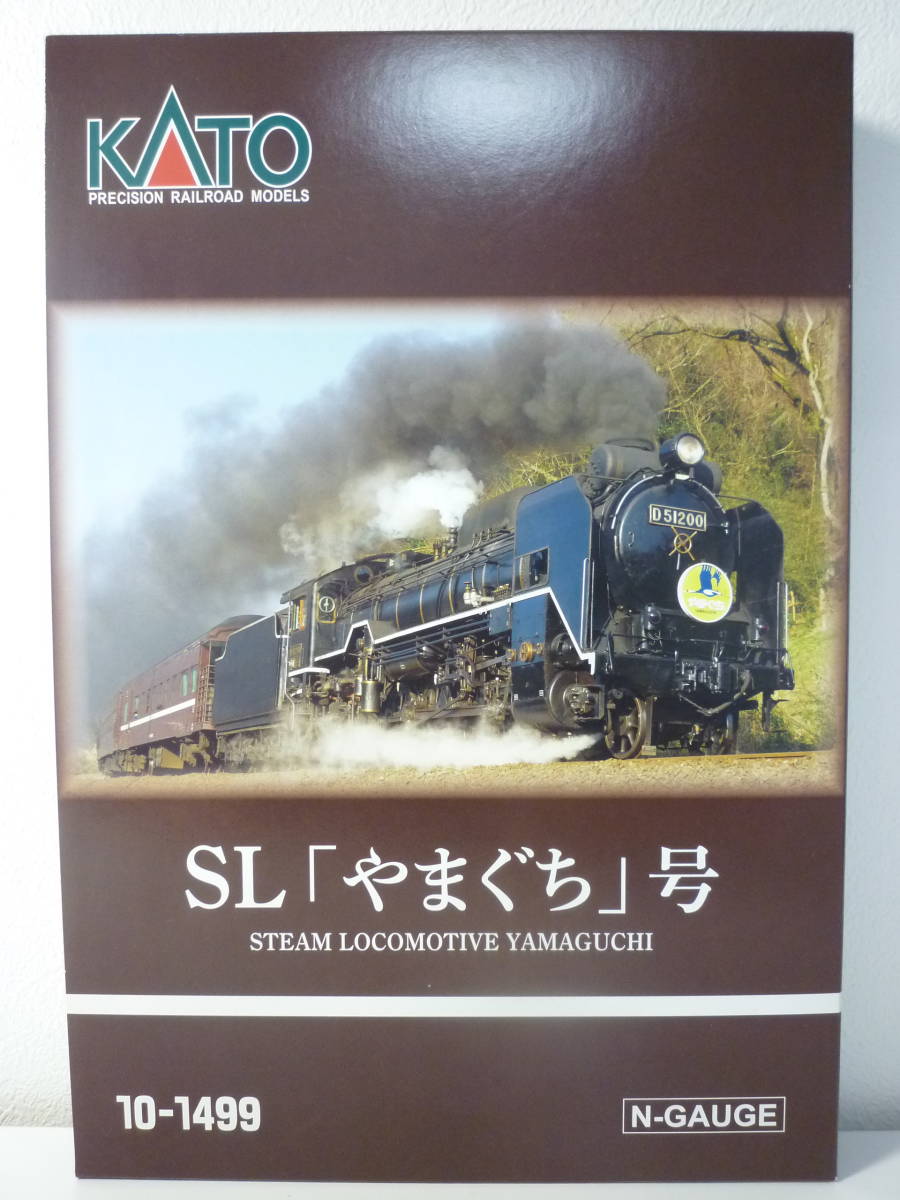 KATO
PRECISION RAILROAD MODELS
D51200
SL「やまぐち」号
STEAM LOCOMOTIVE YAMAGUCHI
10-1499
N-GAUGE